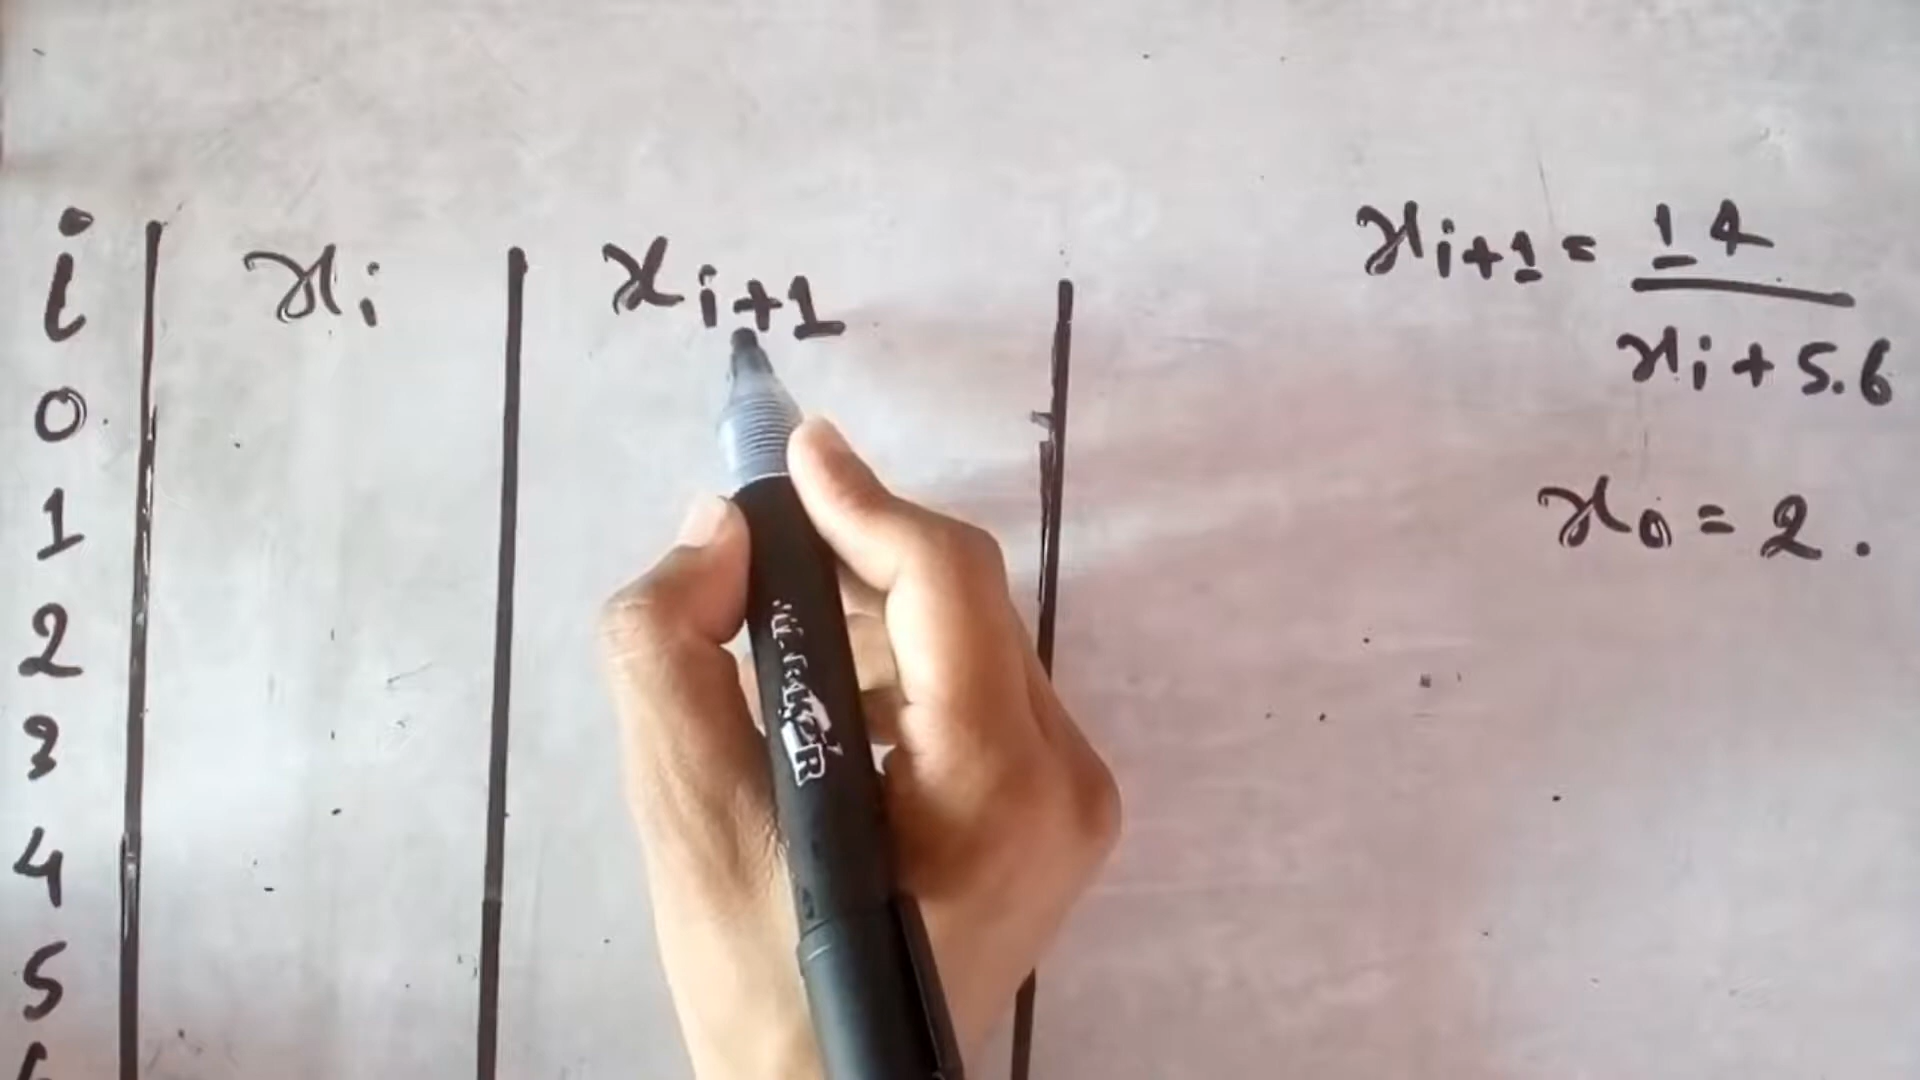 i | xᵢ | xᵢ₊₁ |
0
1
2
3
4
5
xᵢ₊₁ = 14 / (xᵢ + 5.6)
x₀ = 2.